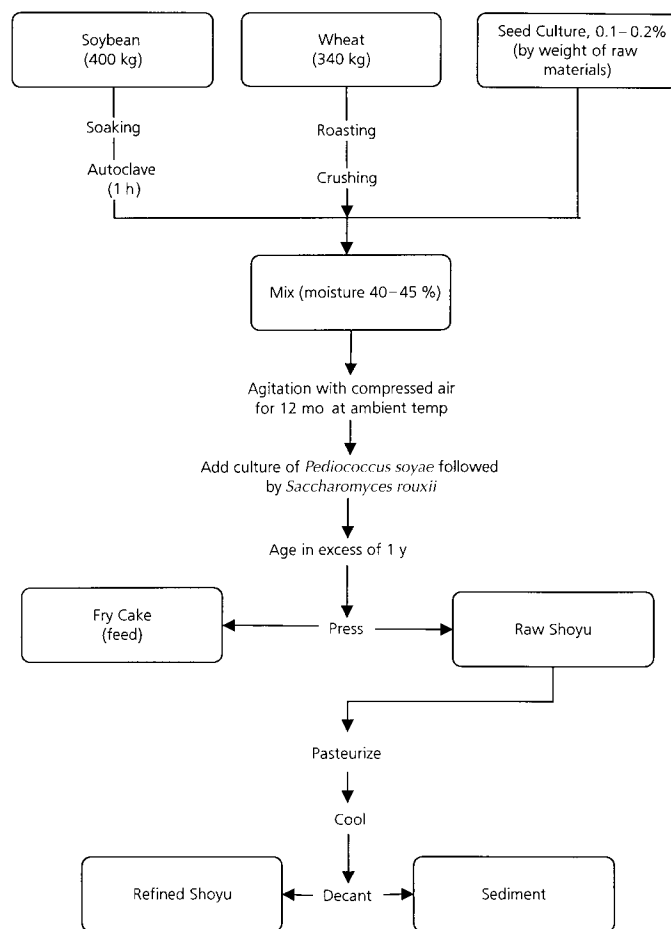 Soybean
(400 kg)
Wheat
(340 kg)
Seed Culture, 0.1–0.2%
(by weight of raw
materials)
Soaking
Autoclave
(1 h)
Roasting
Crushing
Mix (moisture 40–45 %)
Agitation with compressed air
for 12 mo at ambient temp
Add culture of Pediococcus soyae followed
by Saccharomyces rouxii
Age in excess of 1 y
Fry Cake
(feed)
Press
Raw Shoyu
Pasteurize
Cool
Refined Shoyu
Decant
Sediment